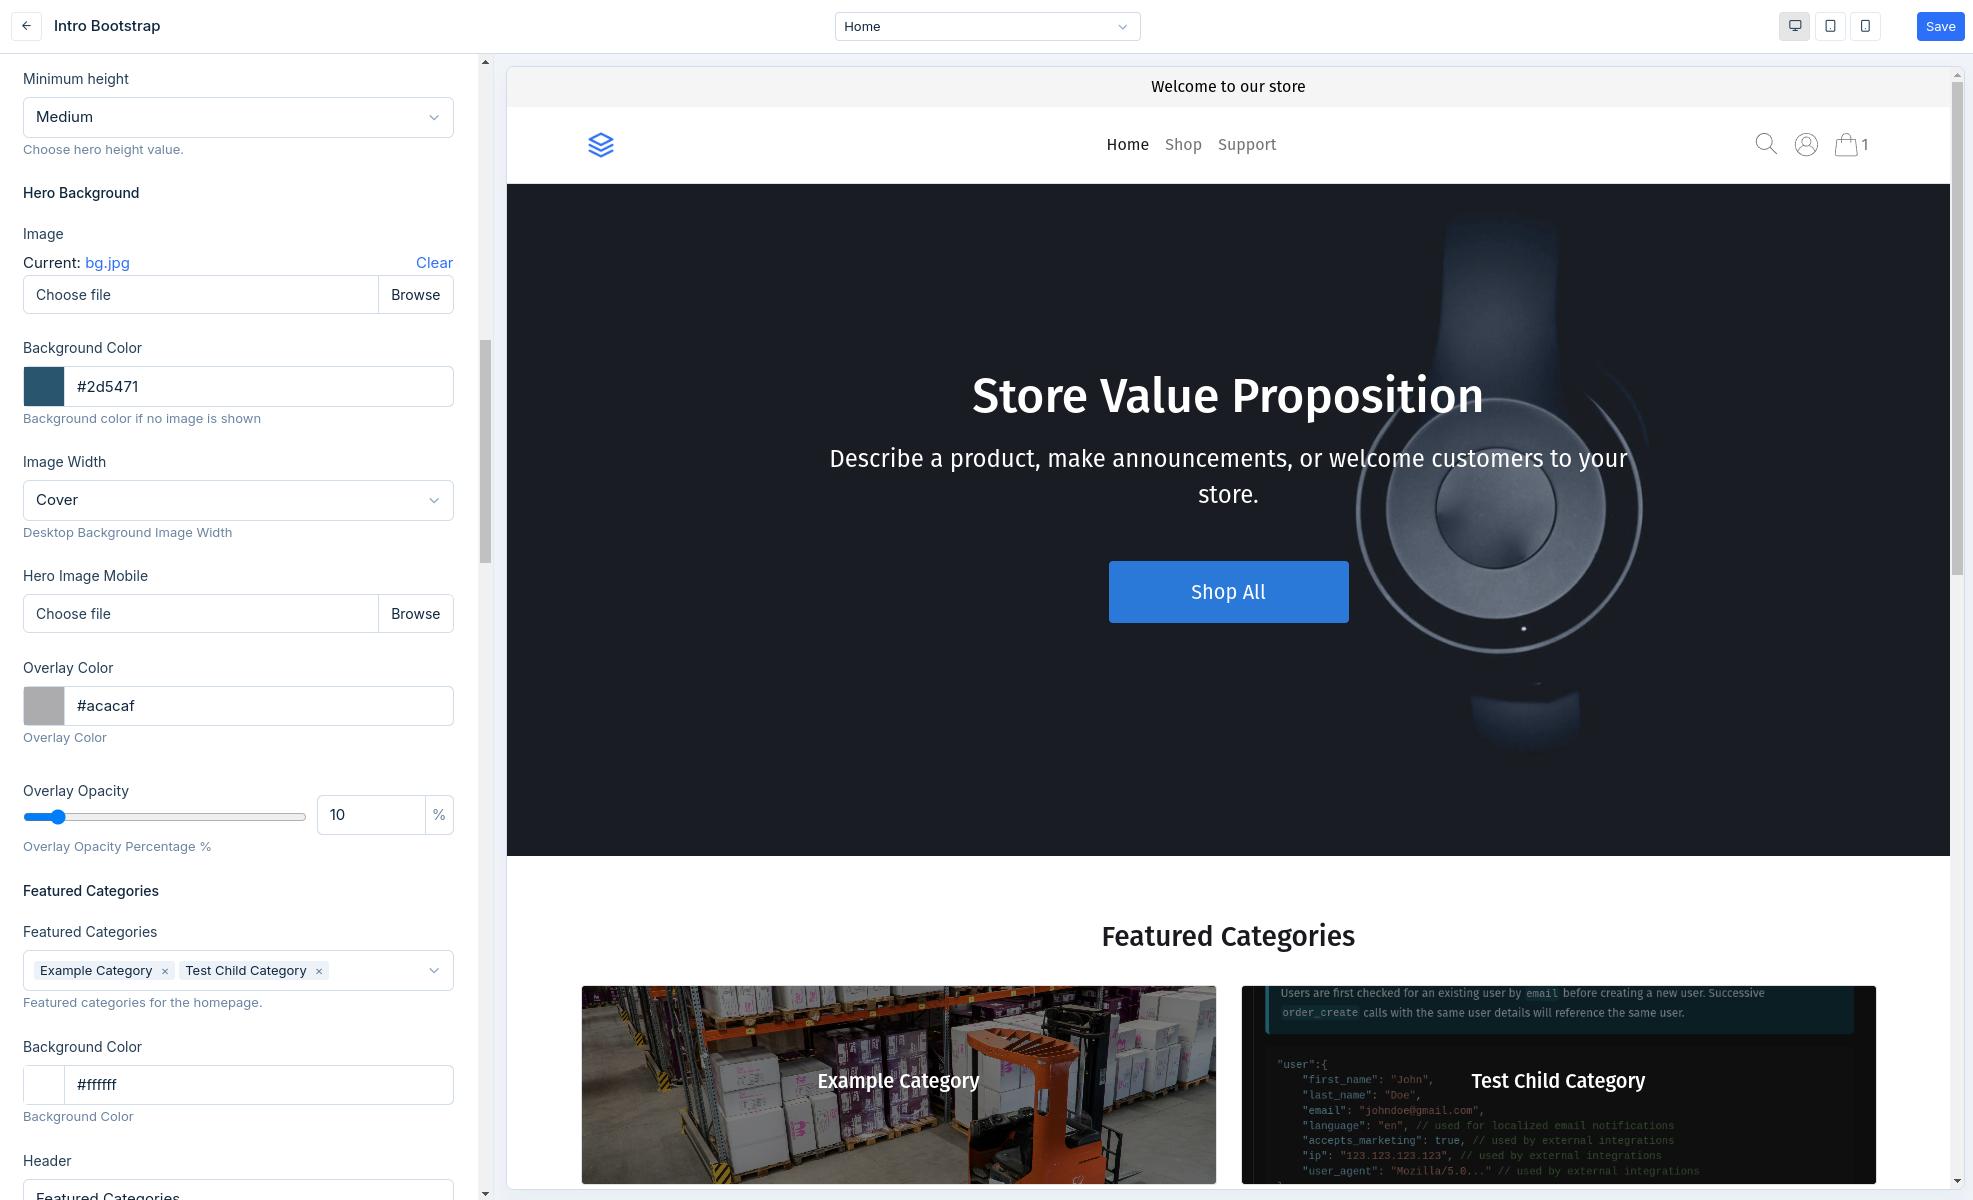 Intro Bootstrap
Home
Save
Minimum height
Medium
Choose hero height value.
Hero Background
Image
Current: bg.jpg
Clear
Choose file
Browse
Background Color
#2d5471
Background color if no image is shown
Image Width
Cover
Desktop Background Image Width
Hero Image Mobile
Choose file
Browse
Overlay Color
#acacaf
Overlay Color
Overlay Opacity
10
%
Overlay Opacity Percentage %
Featured Categories
Featured Categories
Example Category ×
Test Child Category ×
Featured categories for the homepage.
Background Color
#ffffff
Background Color
Header
Featured Categories
Welcome to our store
Home
Shop
Support
1
Store Value Proposition
Describe a product, make announcements, or welcome customers to your
store.
Shop All
Featured Categories
Example Category
Users are first checked for an existing user by email before creating a new user. Successive
order_create calls with the same user details will reference the same user.
"user":{
"first_name": "John",
"last_name": "Doe",
"email": "johndoe@gmail.com",
"language": "en", // used for localized email notifications
"accepts_marketing": true, // used by external integrations
"ip": "123.123.123.123", // used by external integrations
"user_agent": "Mozilla/5.0..." // used by external integrations
Test Child Category